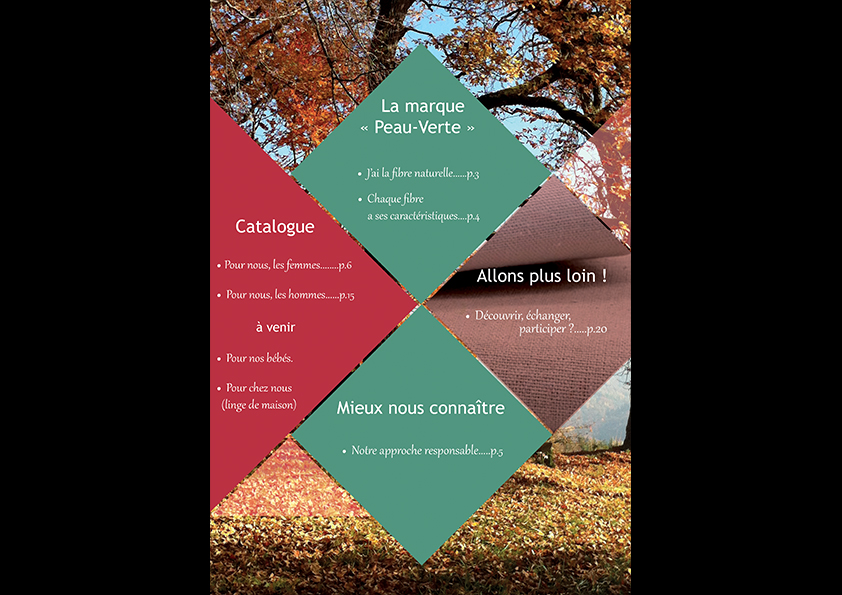 La marque
« Peau-Verte »
• J'ai la fibre naturelle.....p.3
• Chaque fibre
a ses caractéristiques....p.4
Catalogue
• Pour nous, les femmes........p.6
• Pour nous, les hommes......p.15
à venir
• Pour nos bébés.
• Pour chez nous
(linge de maison)
Allons plus loin !
• Découvrir, échanger,
participer ?.....p.20
Mieux nous connaître
• Notre approche responsable.....p.5